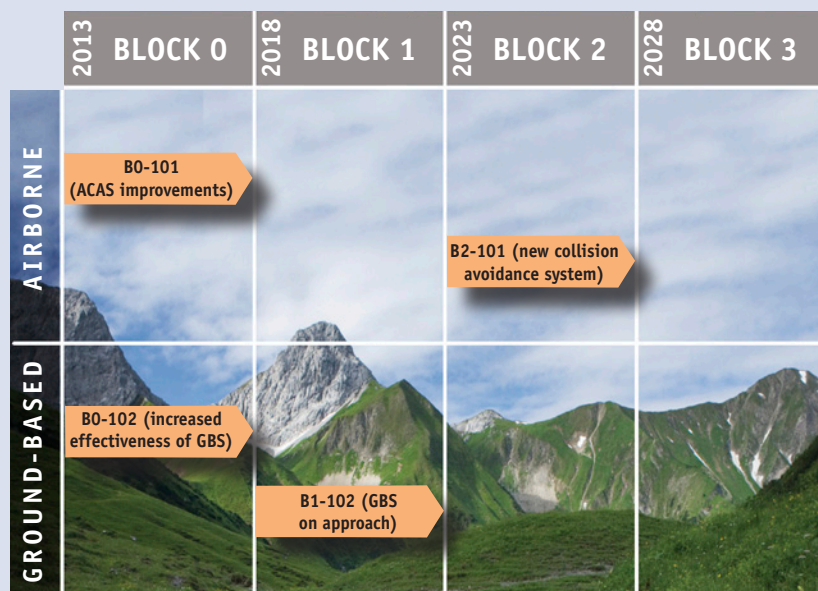 2013
BLOCK 0
2018
BLOCK 1
2023
BLOCK 2
2028
BLOCK 3
AIRBORNE
B0-101
(ACAS improvements)
B2-101 (new collision
avoidance system)
GROUND-BASED
B0-102 (increased
effectiveness of GBS)
B1-102 (GBS
on approach)